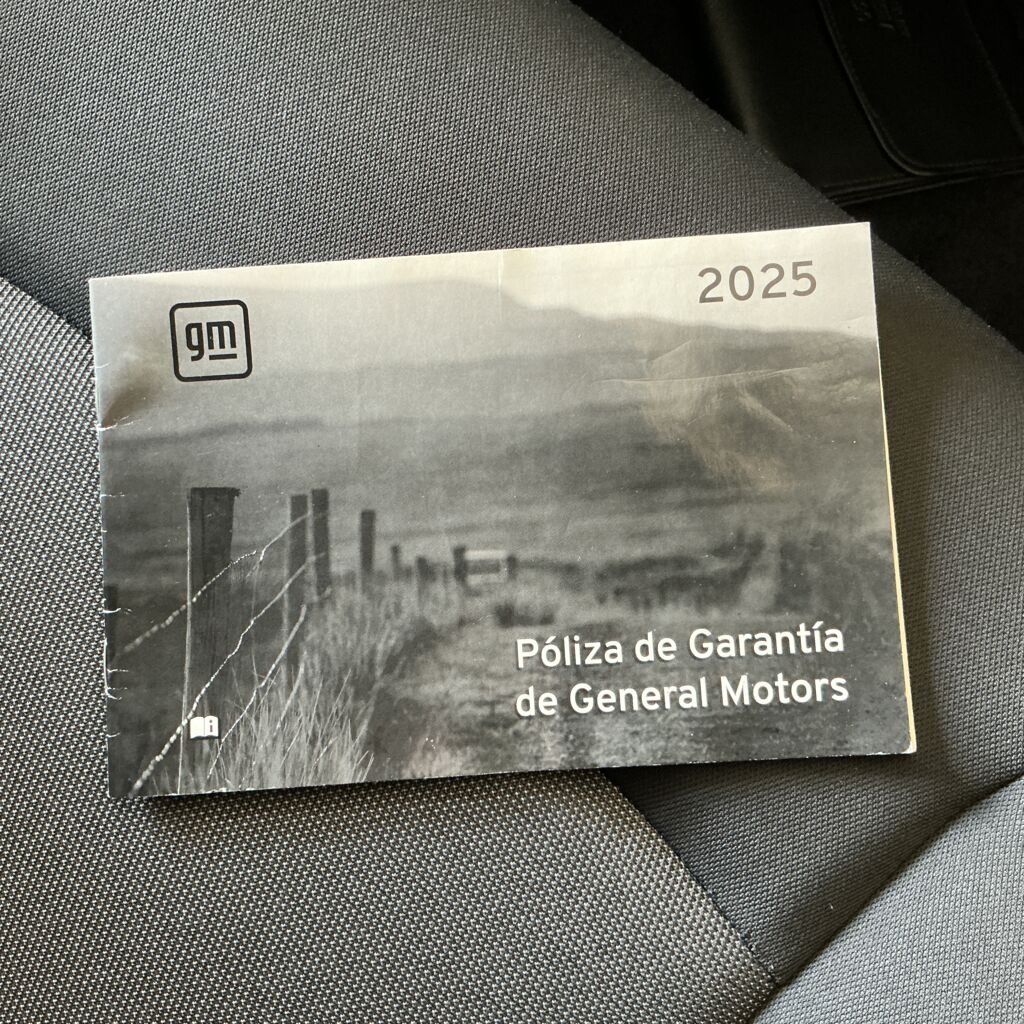 gm
2025
Póliza de Garantía
de General Motors